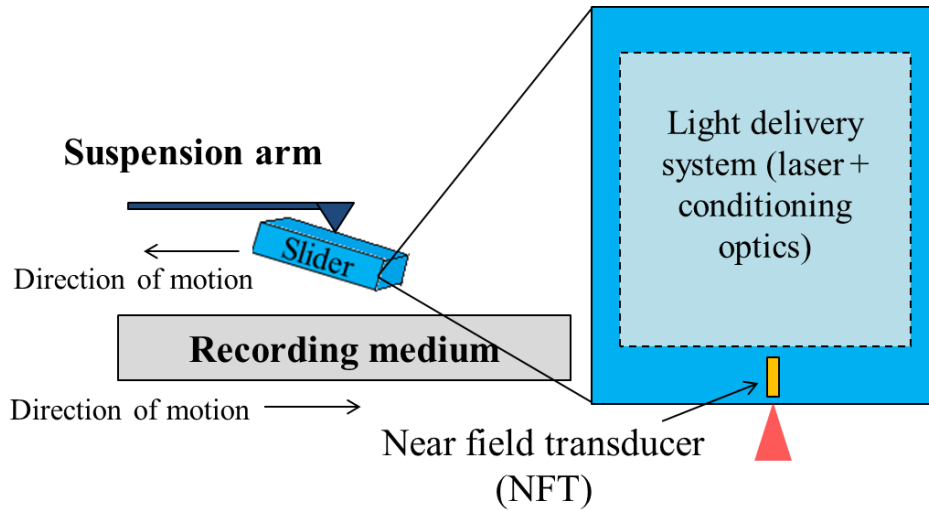 Suspension arm
Slider
Direction of motion
Recording medium
Direction of motion
Light delivery
system (laser +
conditioning
optics)
Near field transducer
(NFT)